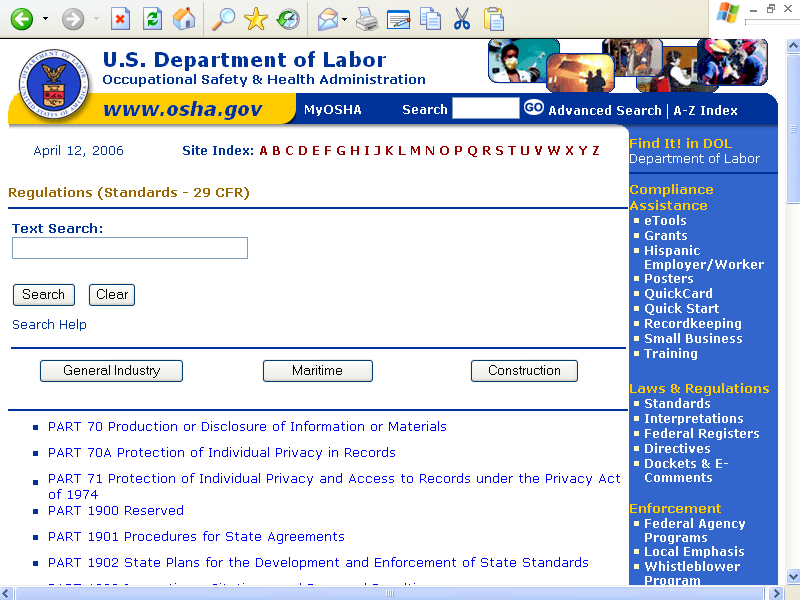 U.S. Department of Labor
Occupational Safety & Health Administration
www.osha.gov MyOSHA Search GO Advanced Search | A-Z Index
April 12, 2006 Site Index: A B C D E F G H I J K L M N O P Q R S T U V W X Y Z
Regulations (Standards - 29 CFR)
Text Search:
Search Clear
Search Help
General Industry Maritime Construction
PART 70 Production or Disclosure of Information or Materials
PART 70A Protection of Individual Privacy in Records
PART 71 Protection of Individual Privacy and Access to Records under the Privacy Act
of 1974
PART 1900 Reserved
PART 1901 Procedures for State Agreements
PART 1902 State Plans for the Development and Enforcement of State Standards
Find It! in DOL
Department of Labor
Compliance
Assistance
eTools
Grants
Hispanic
Employer/Worker
Posters
QuickCard
Quick Start
Recordkeeping
Small Business
Training
Laws & Regulations
Standards
Interpretations
Federal Registers
Directives
Dockets & E-
Comments
Enforcement
Federal Agency
Programs
Local Emphasis
Whistleblower
Program